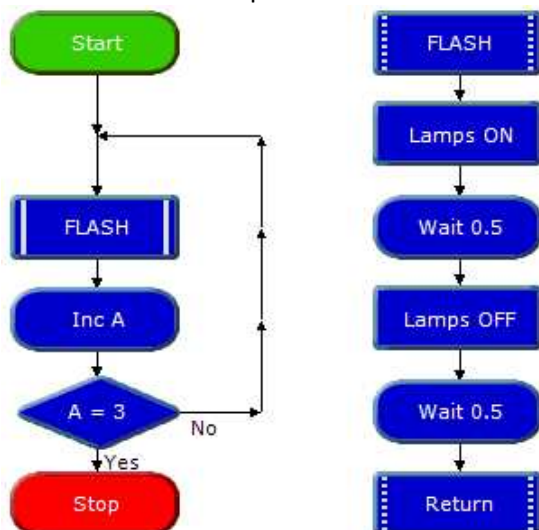 Start
FLASH
Inc A
A = 3
No
Yes
Stop
FLASH
Lamps ON
Wait 0.5
Lamps OFF
Wait 0.5
Return